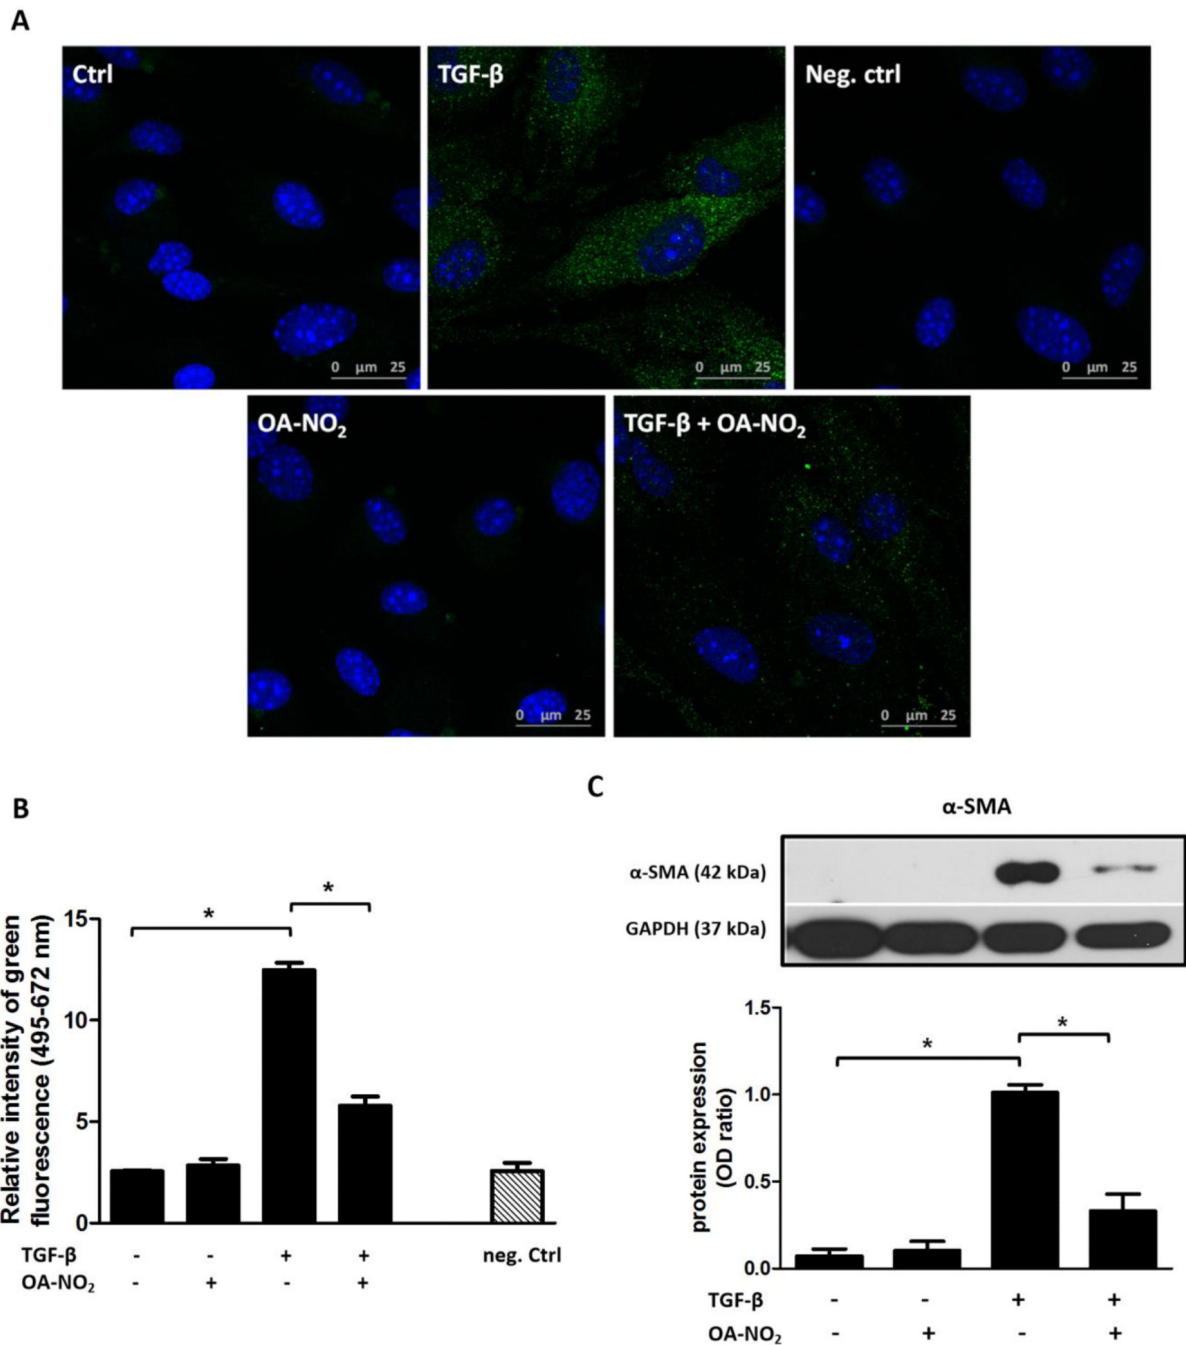 A
Ctrl
TGF-β
Neg. ctrl
0 µm 25
0 µm 25
0 µm 25
OA-NO₂
TGF-β + OA-NO₂
0 µm 25
0 µm 25
B
Relative intensity of green
fluorescence (495-672 nm)
15
10
5
0
*
*
TGF-β - - + + neg. Ctrl
OA-NO₂ - + - +
C
α-SMA
α-SMA (42 kDa)
GAPDH (37 kDa)
protein expression
(OD ratio)
1.5
1.0
0.5
0.0
*
*
TGF-β - - + +
OA-NO₂ - + - +